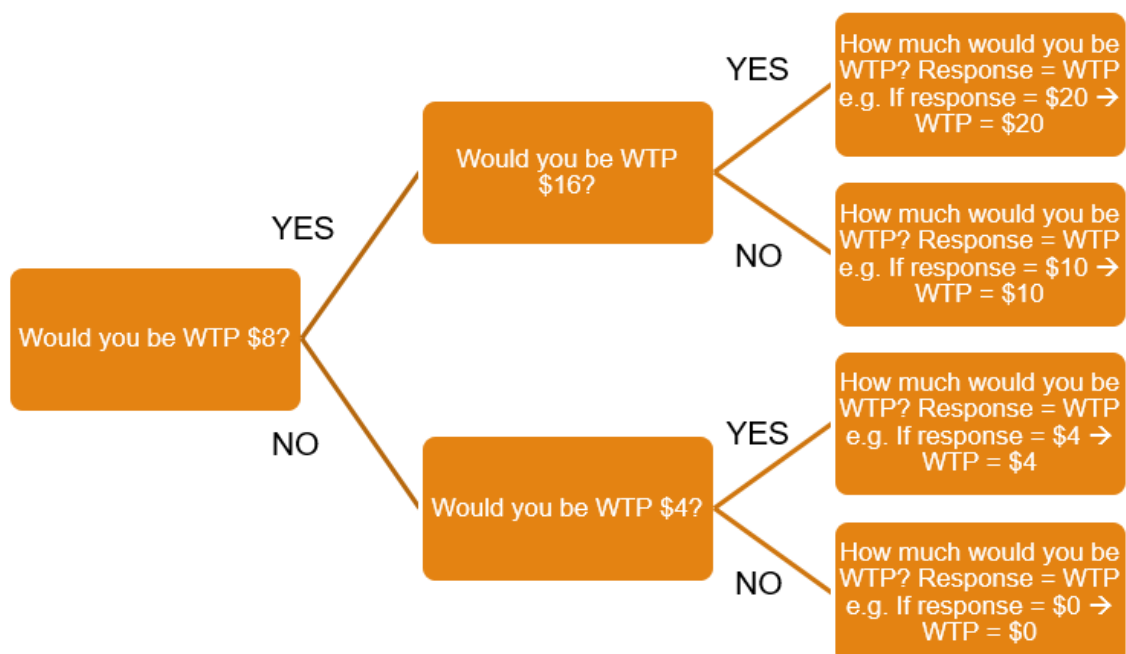 Would you be WTP $8?
YES
NO
Would you be WTP
$16?
Would you be WTP $4?
YES
NO
YES
NO
How much would you be
WTP? Response = WTP
e.g. If response = $20 →
WTP = $20
How much would you be
WTP? Response = WTP
e.g. If response = $10 →
WTP = $10
How much would you be
WTP? Response = WTP
e.g. If response = $4 →
WTP = $4
How much would you be
WTP? Response = WTP
e.g. If response = $0 →
WTP = $0